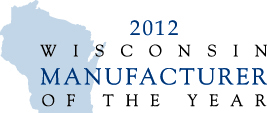 2012
WISCONSIN
MANUFACTURER
OF THE YEAR